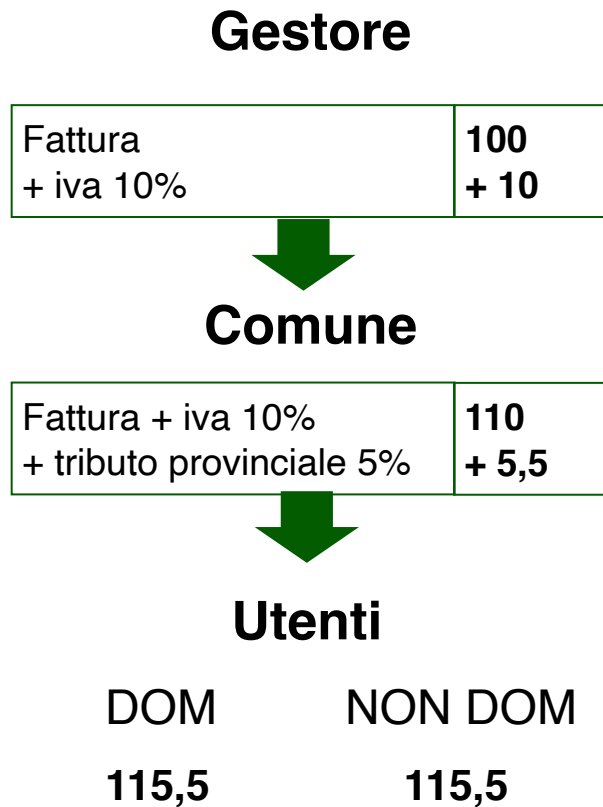 Gestore
Fattura 100
+ iva 10% + 10
Comune
Fattura + iva 10% 110
+ tributo provinciale 5% + 5,5
Utenti
DOM NON DOM
115,5 115,5